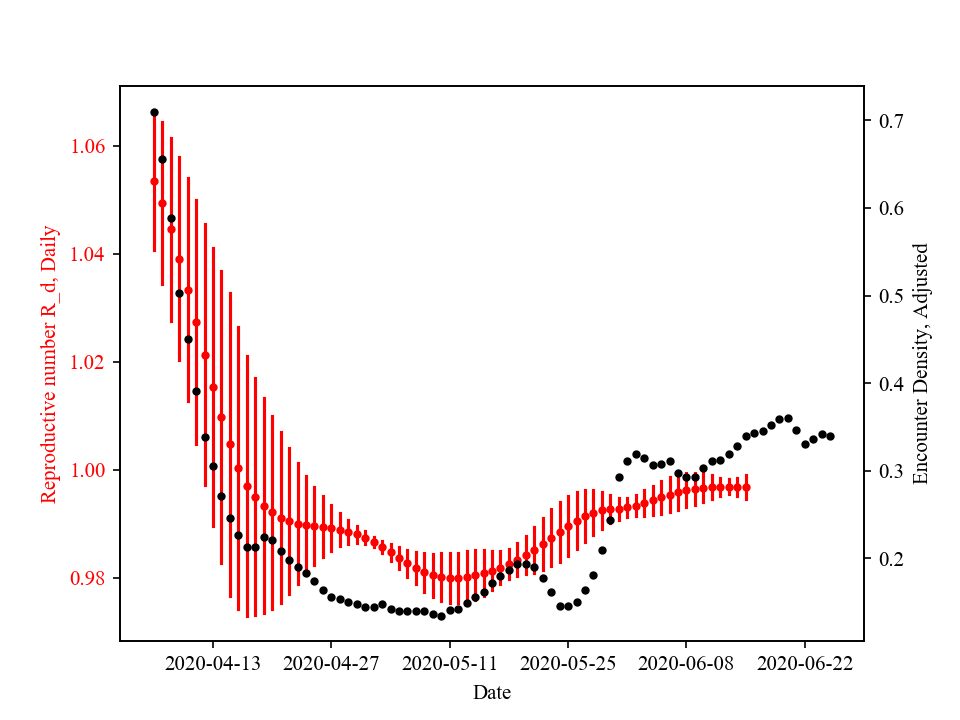 Reproductive number R_d, Daily
1.06
1.04
1.02
1.00
0.98
0.7
0.6
0.5
0.4
0.3
0.2
Encounter Density, Adjusted
2020-04-13 2020-04-27 2020-05-11 2020-05-25 2020-06-08 2020-06-22
Date